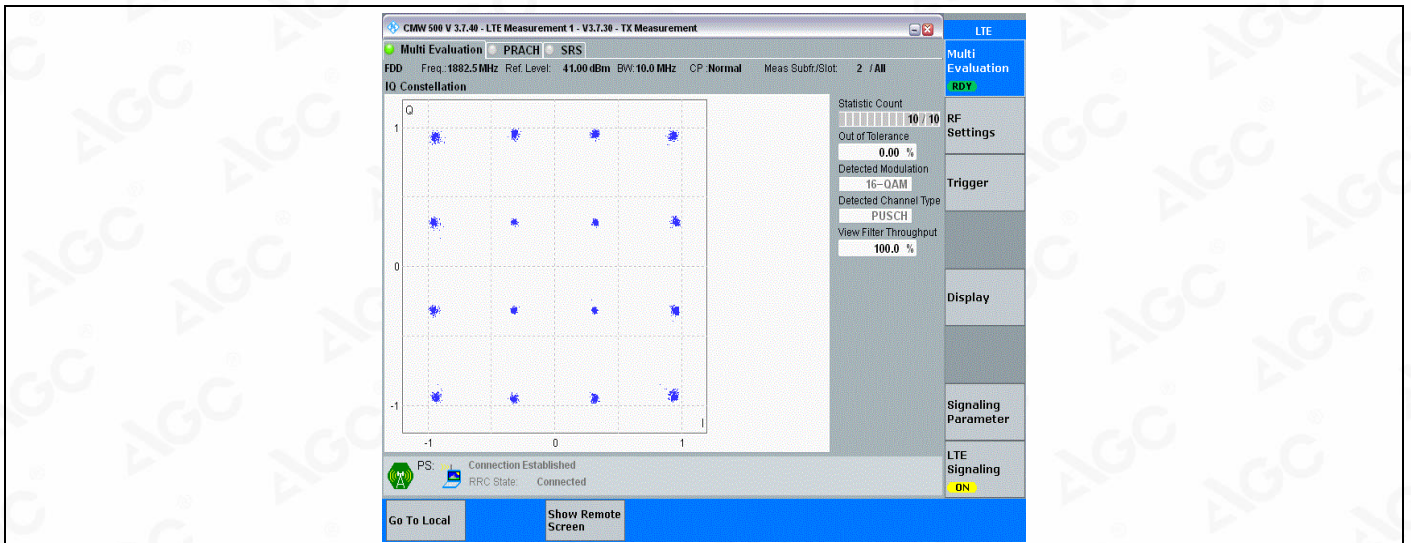 CMW 500 V 3.7.40 - LTE Measurement 1 - V3.7.30 - TX Measurement
LTE
Multi Evaluation PRACH SRS
Multi
Evaluation
RDY
FDD Freq.: 1882.5 MHz Ref. Level: 41.00 dBm BW: 10.0 MHz CP :Normal Meas Subfr./Slot: 2 / All
IQ Constellation
Q
1
0
-1
I
-1 0 1
Statistic Count
10 / 10
Out of Tolerance
0.00 %
Detected Modulation
16-QAM
Detected Channel Type
PUSCH
View Filter Throughput
100.0 %
RF
Settings
Trigger
Display
Signaling
Parameter
LTE
Signaling
ON
PS: Connection Established
RRC State: Connected
Go To Local
Show Remote
Screen
AGC